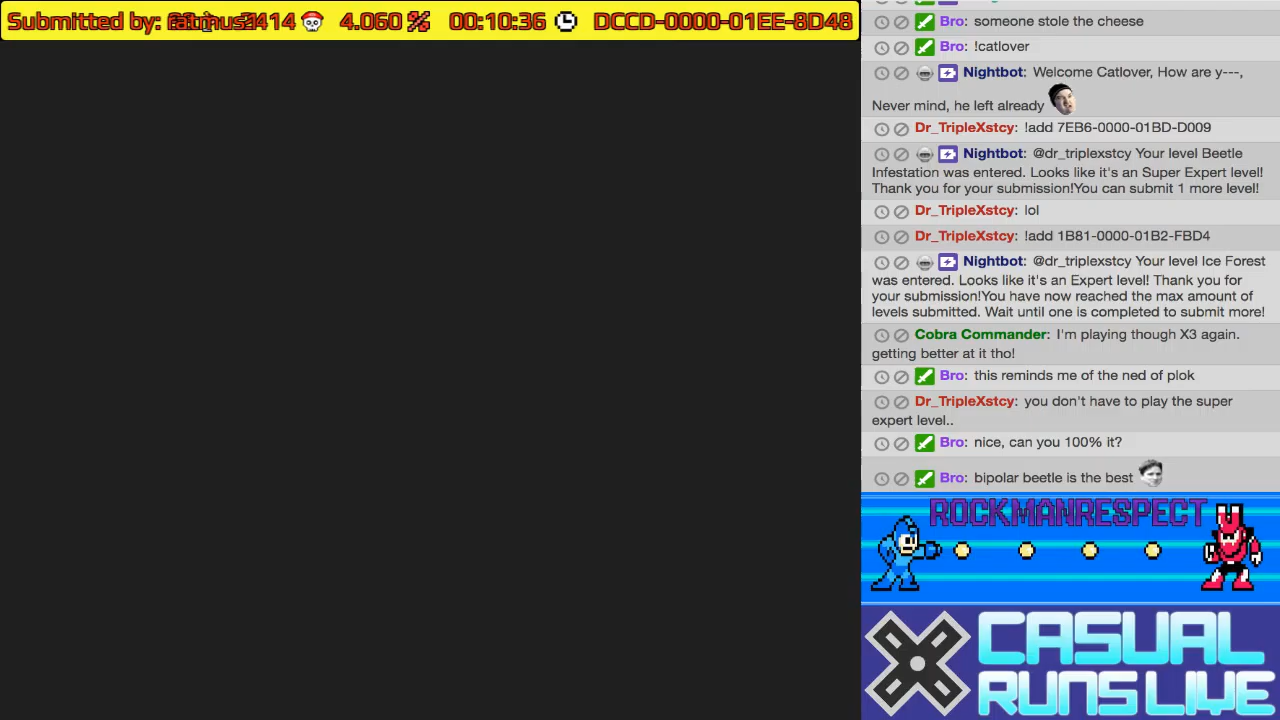 Submitted by: 4.060 00:10:36 DCCD-0000-01EE-8D48
Bro: someone stole the cheese
Bro: !catlover
Nightbot: Welcome Catlover, How are y---,
Never mind, he left already
Dr_TripleXstcy: !add 7EB6-0000-01BD-D009
Nightbot: @dr_triplexstcy Your level Beetle
Infestation was entered. Looks like it's an Super Expert level!
Thank you for your submission!You can submit 1 more level!
Dr_TripleXstcy: lol
Dr_TripleXstcy: !add 1B81-0000-01B2-FBD4
Nightbot: @dr_triplexstcy Your level Ice Forest
was entered. Looks like it's an Expert level! Thank you for
your submission!You have now reached the max amount of
levels submitted. Wait until one is completed to submit more!
Cobra Commander: I'm playing though X3 again.
getting better at it tho!
Bro: this reminds me of the ned of plok
Dr_TripleXstcy: you don't have to play the super
expert level..
Bro: nice, can you 100% it?
Bro: bipolar beetle is the best
ROCKMANRESPECT
CASUAL
RUNS LIVE